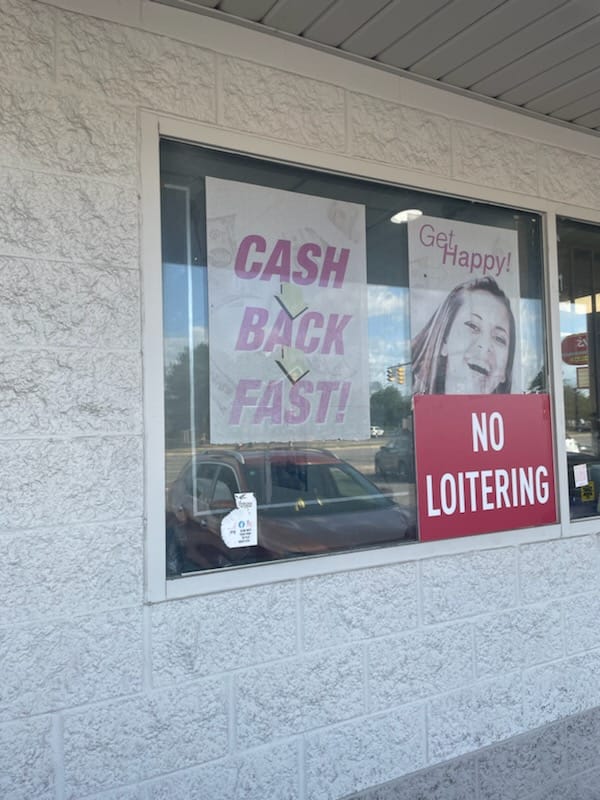 CASH
BACK
FAST!
Get
Happy!
NO
LOITERING